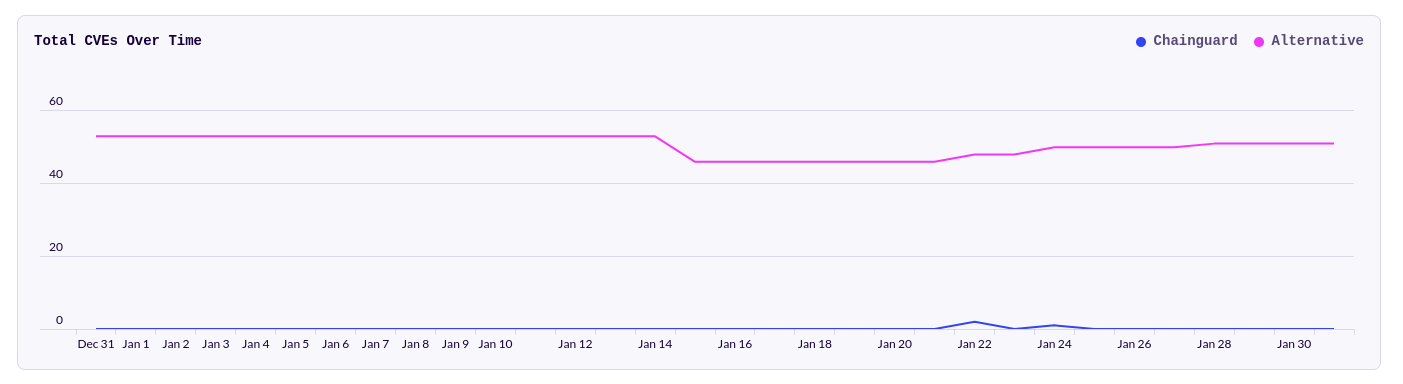 Total CVEs Over Time
Chainguard Alternative
60
40
20
0
Dec 31 Jan 1 Jan 2 Jan 3 Jan 4 Jan 5 Jan 6 Jan 7 Jan 8 Jan 9 Jan 10 Jan 12 Jan 14 Jan 16 Jan 18 Jan 20 Jan 22 Jan 24 Jan 26 Jan 28 Jan 30